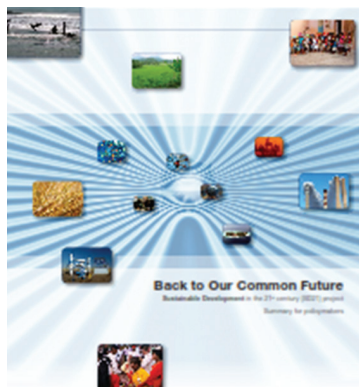 Back to Our Common Future
Sustainable Development in the 21st century (SD21) project
Summary for policymakers